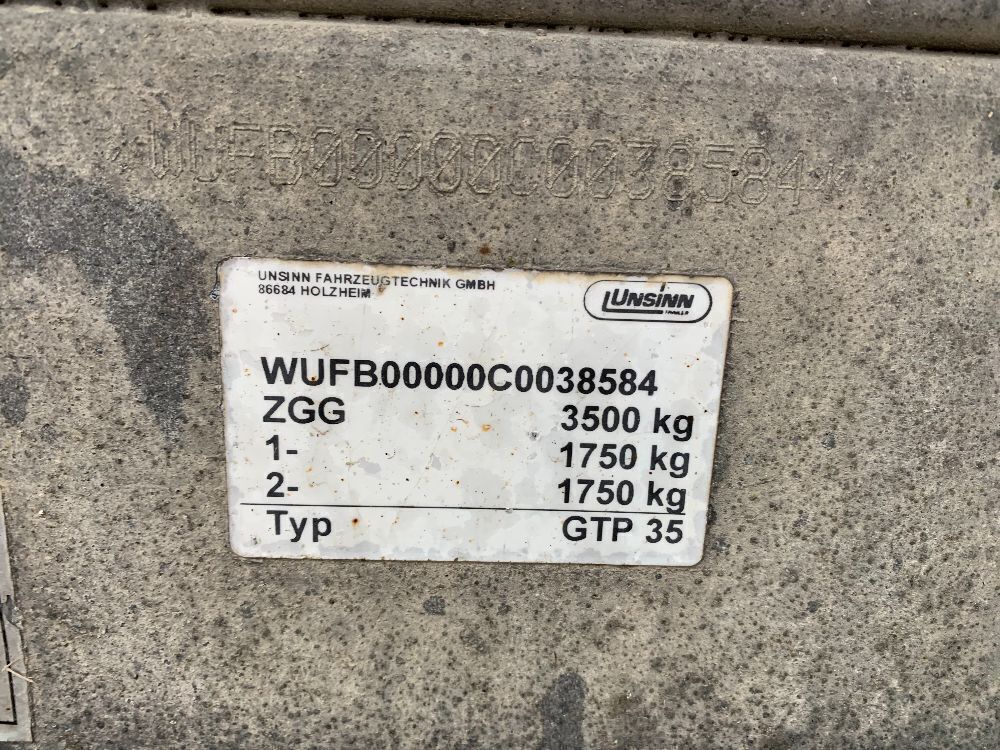 *WUFB00000C0038584*
UNSINN FAHRZEUGTECHNIK GMBH
86684 HOLZHEIM
UNSINN
TRAILER
WUFB00000C0038584
ZGG 3500 kg
1- 1750 kg
2- 1750 kg
Typ GTP 35